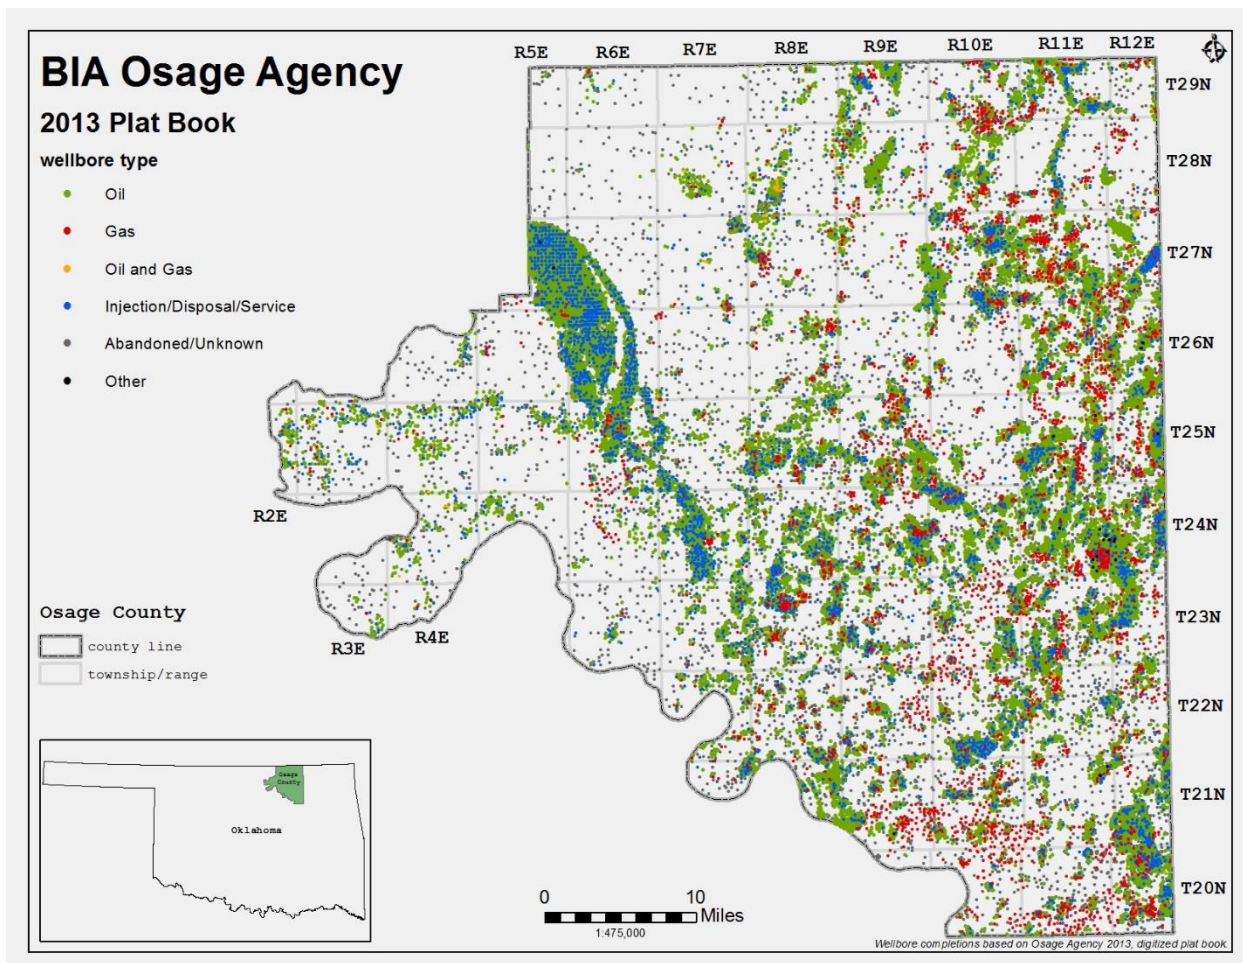 BIA Osage Agency
2013 Plat Book
wellbore type
Oil
Gas
Oil and Gas
Injection/Disposal/Service
Abandoned/Unknown
Other
R5E R6E R7E R8E R9E R10E R11E R12E
T29N
T28N
T27N
T26N
T25N
T24N
T23N
T22N
T21N
T20N
R2E
R3E
R4E
Osage County
county line
township/range
Osage
County
Oklahoma
0 10
Miles
1:475,000
Wellbore completions based on Osage Agency 2013, digitized plat book.